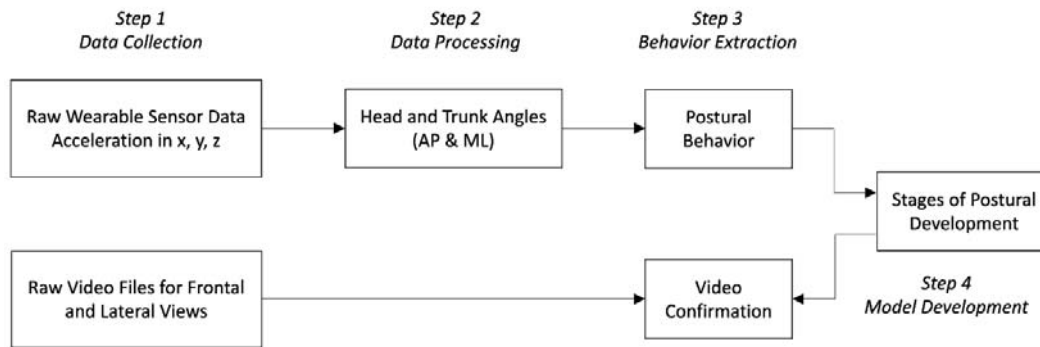 Step 1
Data Collection
Step 2
Data Processing
Step 3
Behavior Extraction
Raw Wearable Sensor Data
Acceleration in x, y, z
Head and Trunk Angles
(AP & ML)
Postural
Behavior
Stages of Postural
Development
Raw Video Files for Frontal
and Lateral Views
Video
Confirmation
Step 4
Model Development